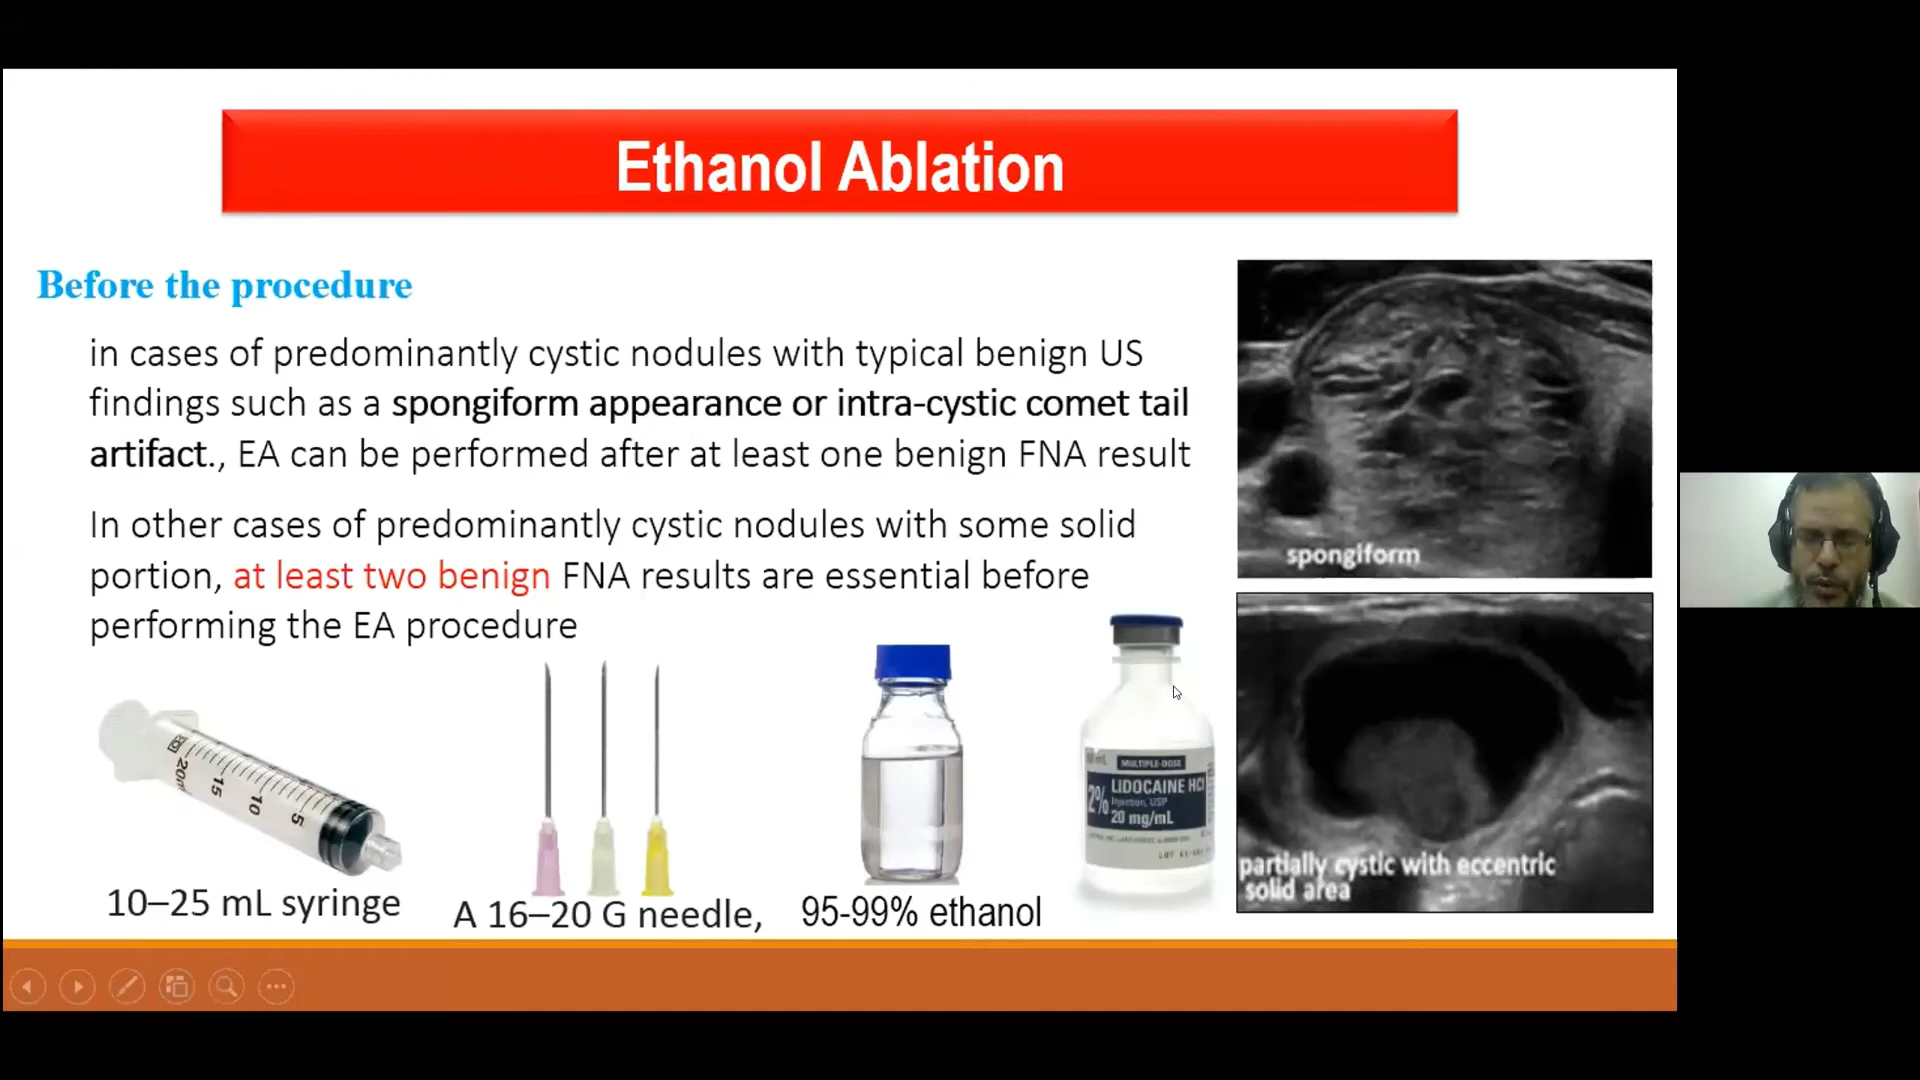 Ethanol Ablation
Before the procedure
in cases of predominantly cystic nodules with typical benign US
findings such as a spongiform appearance or intra-cystic comet tail
artifact., EA can be performed after at least one benign FNA result
In other cases of predominantly cystic nodules with some solid
portion, at least two benign FNA results are essential before
performing the EA procedure
spongiform
partially cystic with eccentric
solid area
20
15
10
5
MULTIPLE-DOSE
2% LIDOCAINE HCl
Injection, USP
20 mg/mL
10–25 mL syringe
A 16–20 G needle,
95-99% ethanol